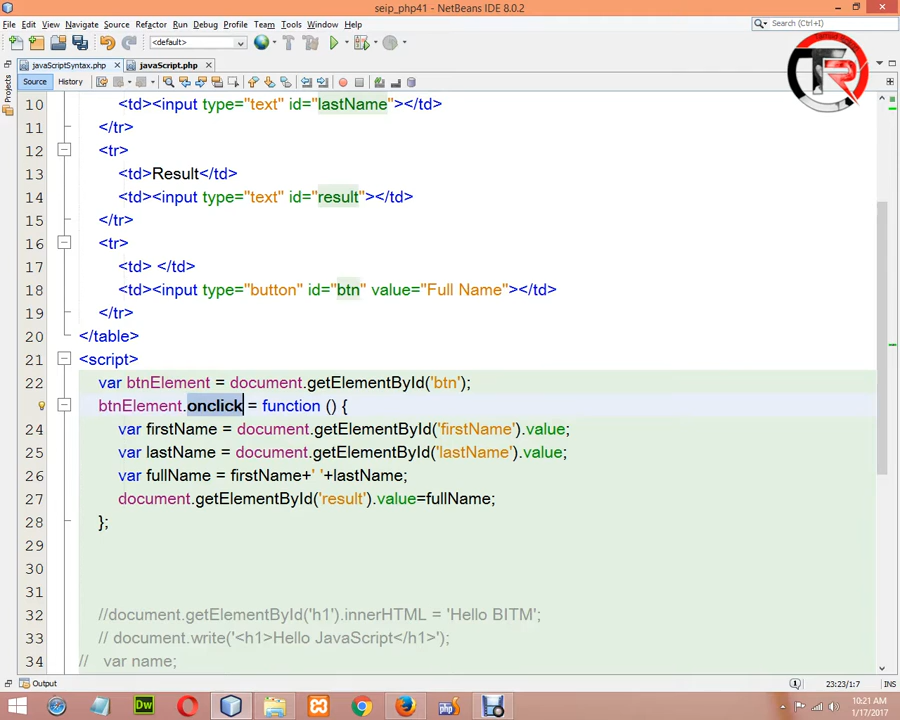 seip_php41 - NetBeans IDE 8.0.2
File Edit View Navigate Source Refactor Run Debug Profile Team Tools Window Help
<default>
Search (Ctrl+I)
javaScriptSyntax.php javaScript.php
Source History
Projects
10 <td><input type="text" id="lastName"></td>
11 </tr>
12 <tr>
13 <td>Result</td>
14 <td><input type="text" id="result"></td>
15 </tr>
16 <tr>
17 <td> </td>
18 <td><input type="button" id="btn" value="Full Name"></td>
19 </tr>
20 </table>
21 <script>
22 var btnElement = document.getElementById('btn');
btnElement.onclick = function () {
24 var firstName = document.getElementById('firstName').value;
25 var lastName = document.getElementById('lastName').value;
26 var fullName = firstName+' '+lastName;
27 document.getElementById('result').value=fullName;
28 };
29
30
31
32 //document.getElementById('h1').innerHTML = 'Hello BITM';
33 // document.write('<h1>Hello JavaScript</h1>');
34 // var name;
Output
23:23/1:7 INS
Dw
php
10:21 AM
1/17/2017